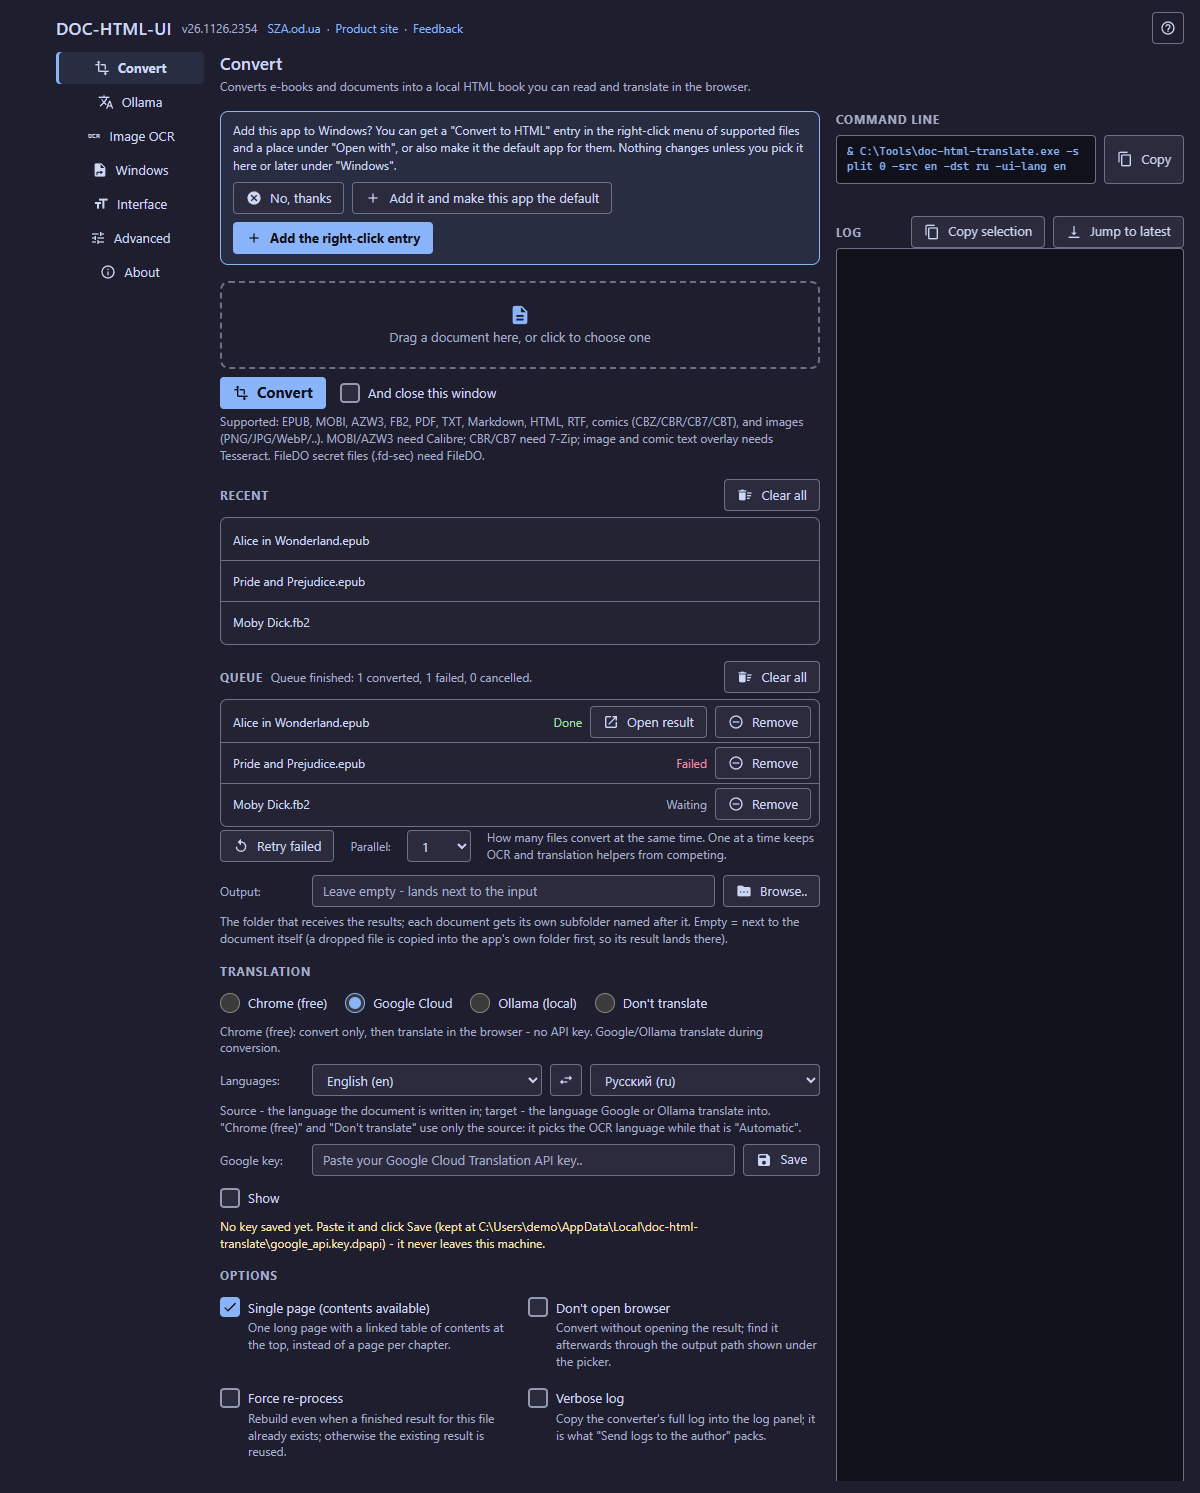 DOC-HTML-UI v26.1126.2354 SZA.od.ua · Product site · Feedback
Convert
Ollama
OCR Image OCR
Windows
Interface
Advanced
About
Convert
Converts e-books and documents into a local HTML book you can read and translate in the browser.
Add this app to Windows? You can get a "Convert to HTML" entry in the right-click menu of supported files
and a place under "Open with", or also make it the default app for them. Nothing changes unless you pick it
here or later under "Windows".
No, thanks
Add it and make this app the default
Add the right-click entry
Drag a document here, or click to choose one
Convert
And close this window
Supported: EPUB, MOBI, AZW3, FB2, PDF, TXT, Markdown, HTML, RTF, comics (CBZ/CBR/CB7/CBT), and images
(PNG/JPG/WebP/..). MOBI/AZW3 need Calibre; CBR/CB7 need 7-Zip; image and comic text overlay needs
Tesseract. FileDO secret files (.fd-sec) need FileDO.
RECENT
Clear all
Alice in Wonderland.epub
Pride and Prejudice.epub
Moby Dick.fb2
QUEUE Queue finished: 1 converted, 1 failed, 0 cancelled.
Clear all
Alice in Wonderland.epub Done Open result Remove
Pride and Prejudice.epub Failed Remove
Moby Dick.fb2 Waiting Remove
Retry failed
Parallel: 1
How many files convert at the same time. One at a time keeps
OCR and translation helpers from competing.
Output: Leave empty - lands next to the input Browse..
The folder that receives the results; each document gets its own subfolder named after it. Empty = next to the
document itself (a dropped file is copied into the app's own folder first, so its result lands there).
TRANSLATION
Chrome (free) Google Cloud Ollama (local) Don't translate
Chrome (free): convert only, then translate in the browser - no API key. Google/Ollama translate during
conversion.
Languages: English (en) Русский (ru)
Source - the language the document is written in; target - the language Google or Ollama translate into.
"Chrome (free)" and "Don't translate" use only the source: it picks the OCR language while that is "Automatic".
Google key: Paste your Google Cloud Translation API key.. Save
Show
No key saved yet. Paste it and click Save (kept at C:\Users\demo\AppData\Local\doc-html-
translate\google_api.key.dpapi) - it never leaves this machine.
OPTIONS
Single page (contents available)
One long page with a linked table of contents at
the top, instead of a page per chapter.
Don't open browser
Convert without opening the result; find it
afterwards through the output path shown under
the picker.
Force re-process
Rebuild even when a finished result for this file
already exists; otherwise the existing result is
reused.
Verbose log
Copy the converter's full log into the log panel; it
is what "Send logs to the author" packs.
COMMAND LINE
& C:\Tools\doc-html-translate.exe -s
plit 0 -src en -dst ru -ui-lang en
Copy
LOG
Copy selection
Jump to latest